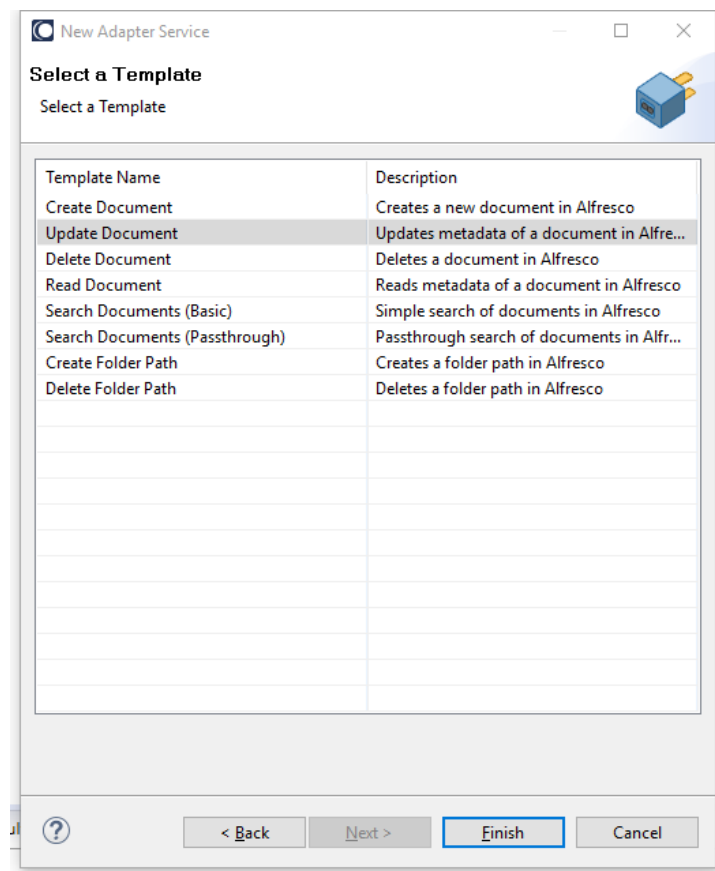 New Adapter Service
Select a Template
Select a Template
Template Name Description
Create Document Creates a new document in Alfresco
Update Document Updates metadata of a document in Alfre...
Delete Document Deletes a document in Alfresco
Read Document Reads metadata of a document in Alfresco
Search Documents (Basic) Simple search of documents in Alfresco
Search Documents (Passthrough) Passthrough search of documents in Alfr...
Create Folder Path Creates a folder path in Alfresco
Delete Folder Path Deletes a folder path in Alfresco
? < Back Next > Finish Cancel